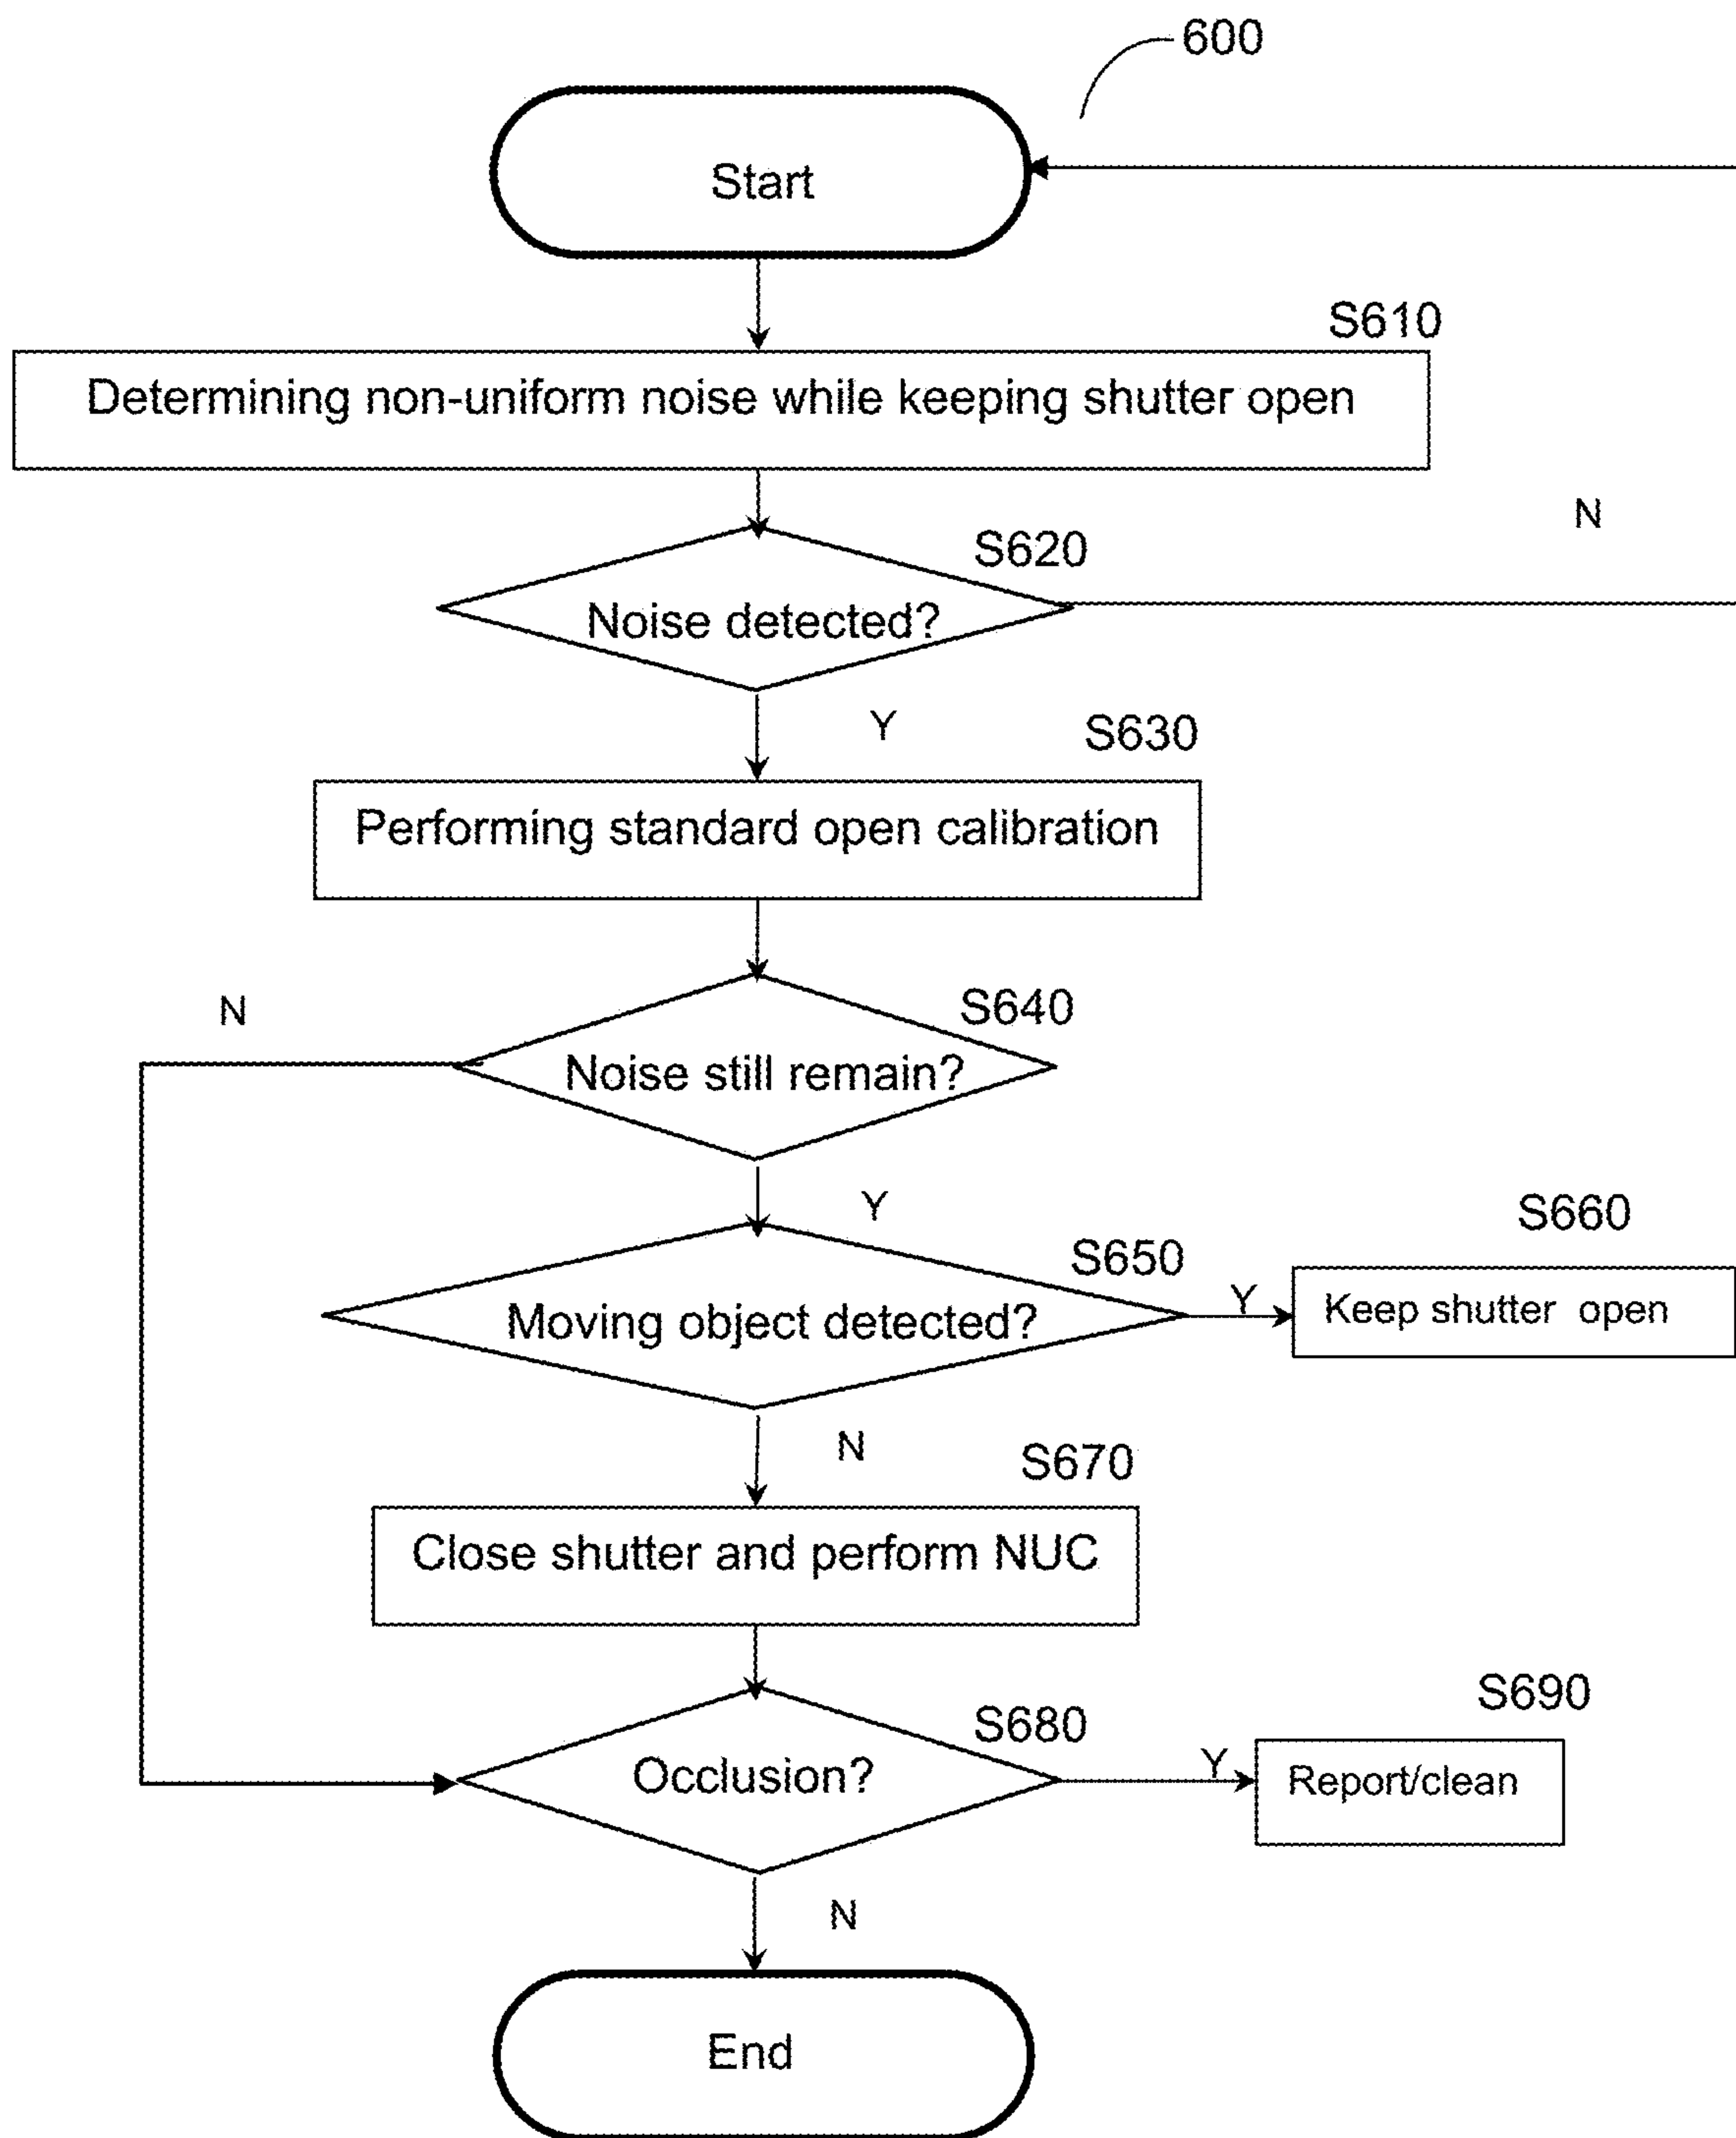 600
Start
S610
Determining non-uniform noise while keeping shutter open
N
S620
Noise detected?
Y
S630
Performing standard open calibration
N
S640
Noise still remain?
Y
S660
S650
Y
Keep shutter open
Moving object detected?
N
S670
Close shutter and perform NUC
S690
S680
Y
Occlusion?
Report/clean
N
End